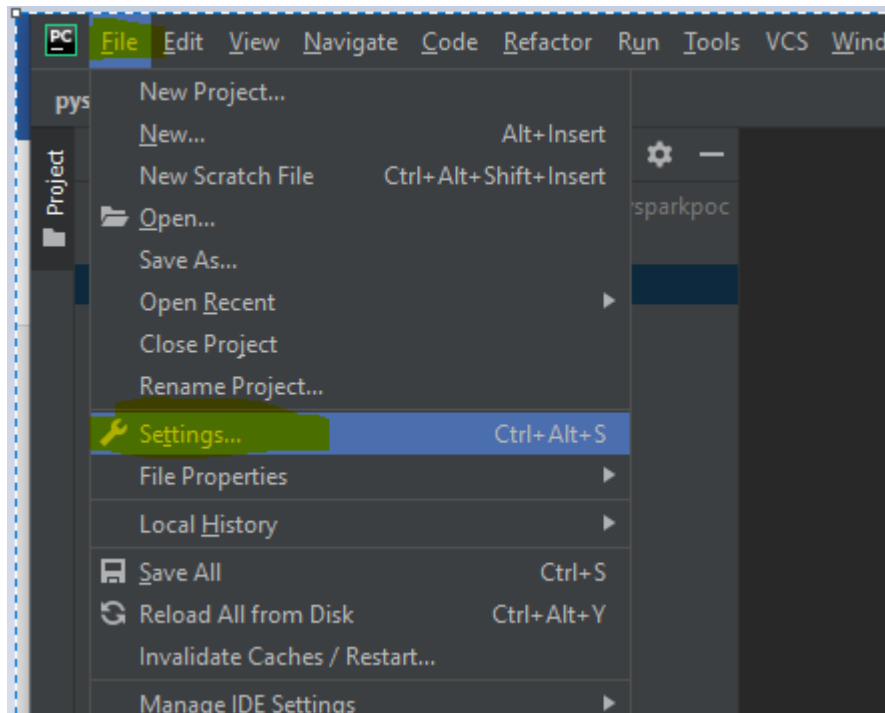 PC File Edit View Navigate Code Refactor Run Tools VCS Wind
pys
New Project...
New... Alt+Insert
Project
New Scratch File Ctrl+Alt+Shift+Insert
Open... ysparkpoc
Save As...
Open Recent
Close Project
Rename Project...
Settings... Ctrl+Alt+S
File Properties
Local History
Save All Ctrl+S
Reload All from Disk Ctrl+Alt+Y
Invalidate Caches / Restart...
Manage IDE Settings